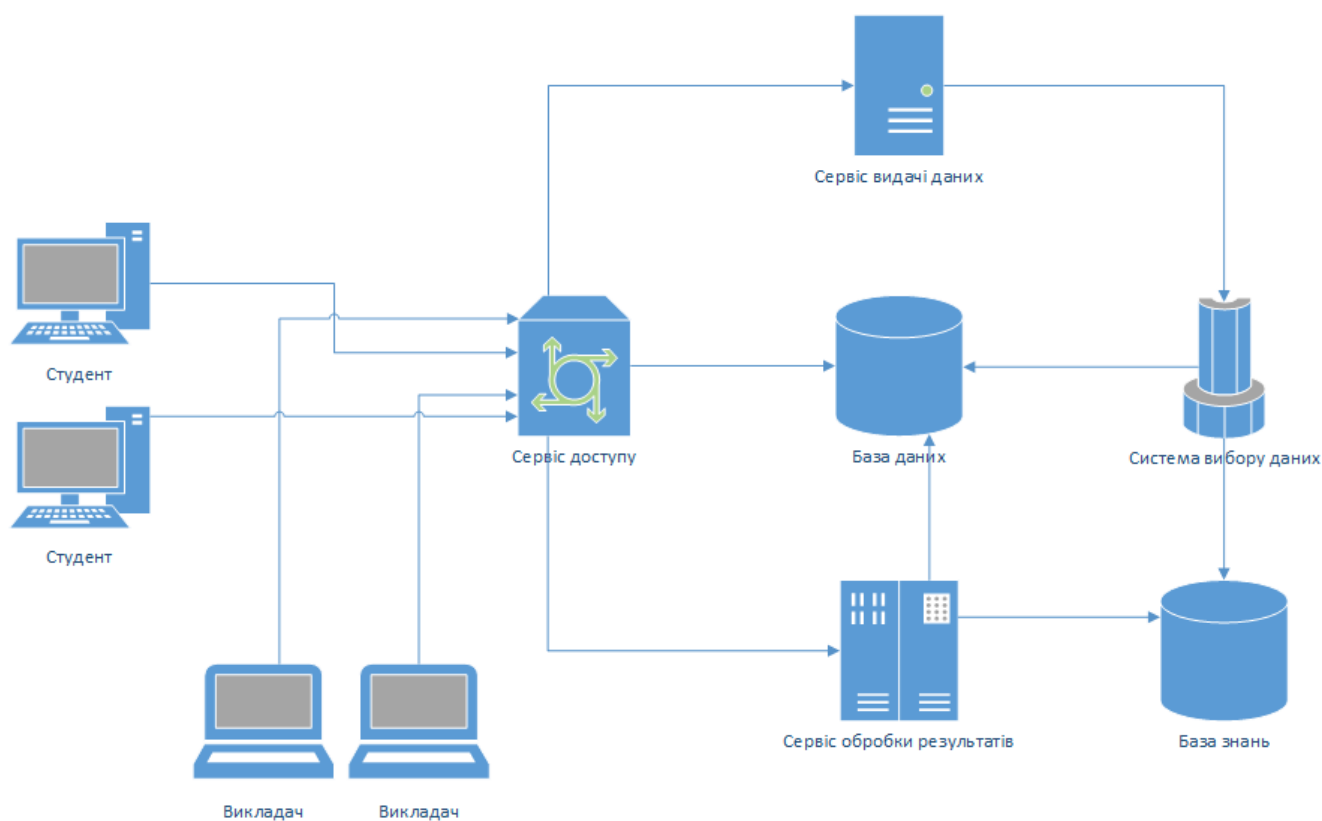 Сервіс видачі даних
Студент
Сервіс доступу
База даних
Система вибору даних
Студент
Сервіс обробки результатів
База знань
Викладач
Викладач